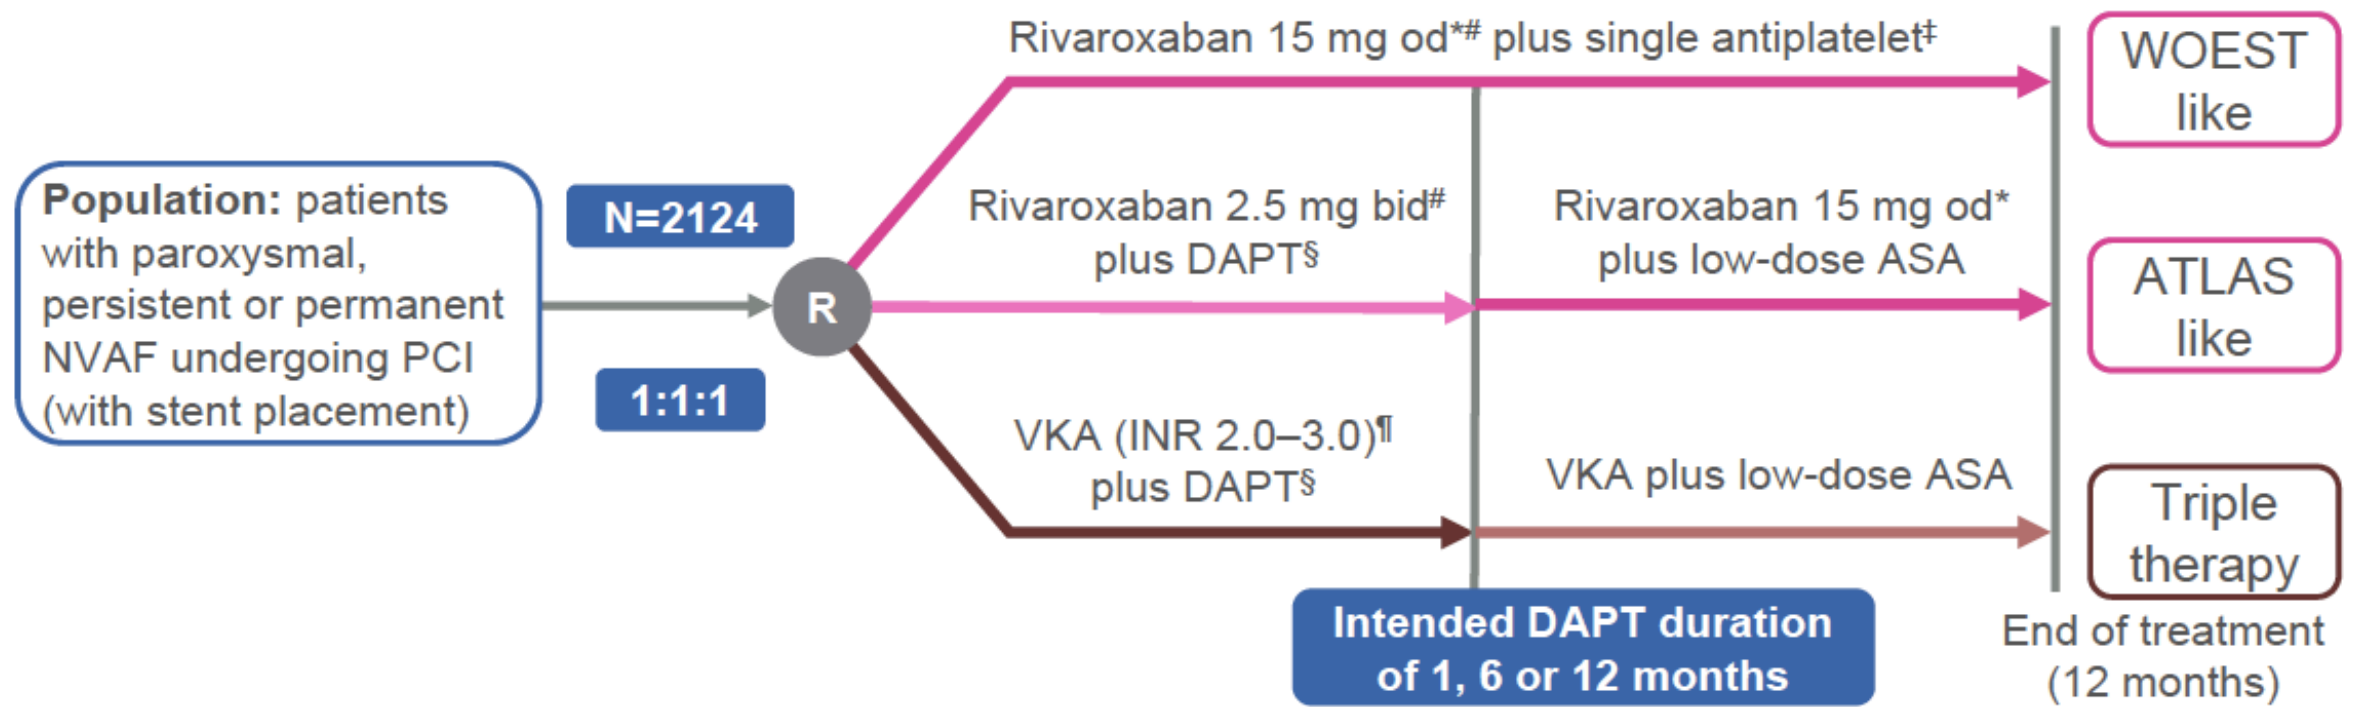 Rivaroxaban 15 mg od*# plus single antiplatelet‡
WOEST
like
Population: patients
with paroxysmal,
persistent or permanent
NVAF undergoing PCI
(with stent placement)
N=2124
1:1:1
R
Rivaroxaban 2.5 mg bid#
plus DAPT§
Rivaroxaban 15 mg od*
plus low-dose ASA
ATLAS
like
VKA (INR 2.0–3.0)¶
plus DAPT§
VKA plus low-dose ASA
Triple
therapy
Intended DAPT duration
of 1, 6 or 12 months
End of treatment
(12 months)